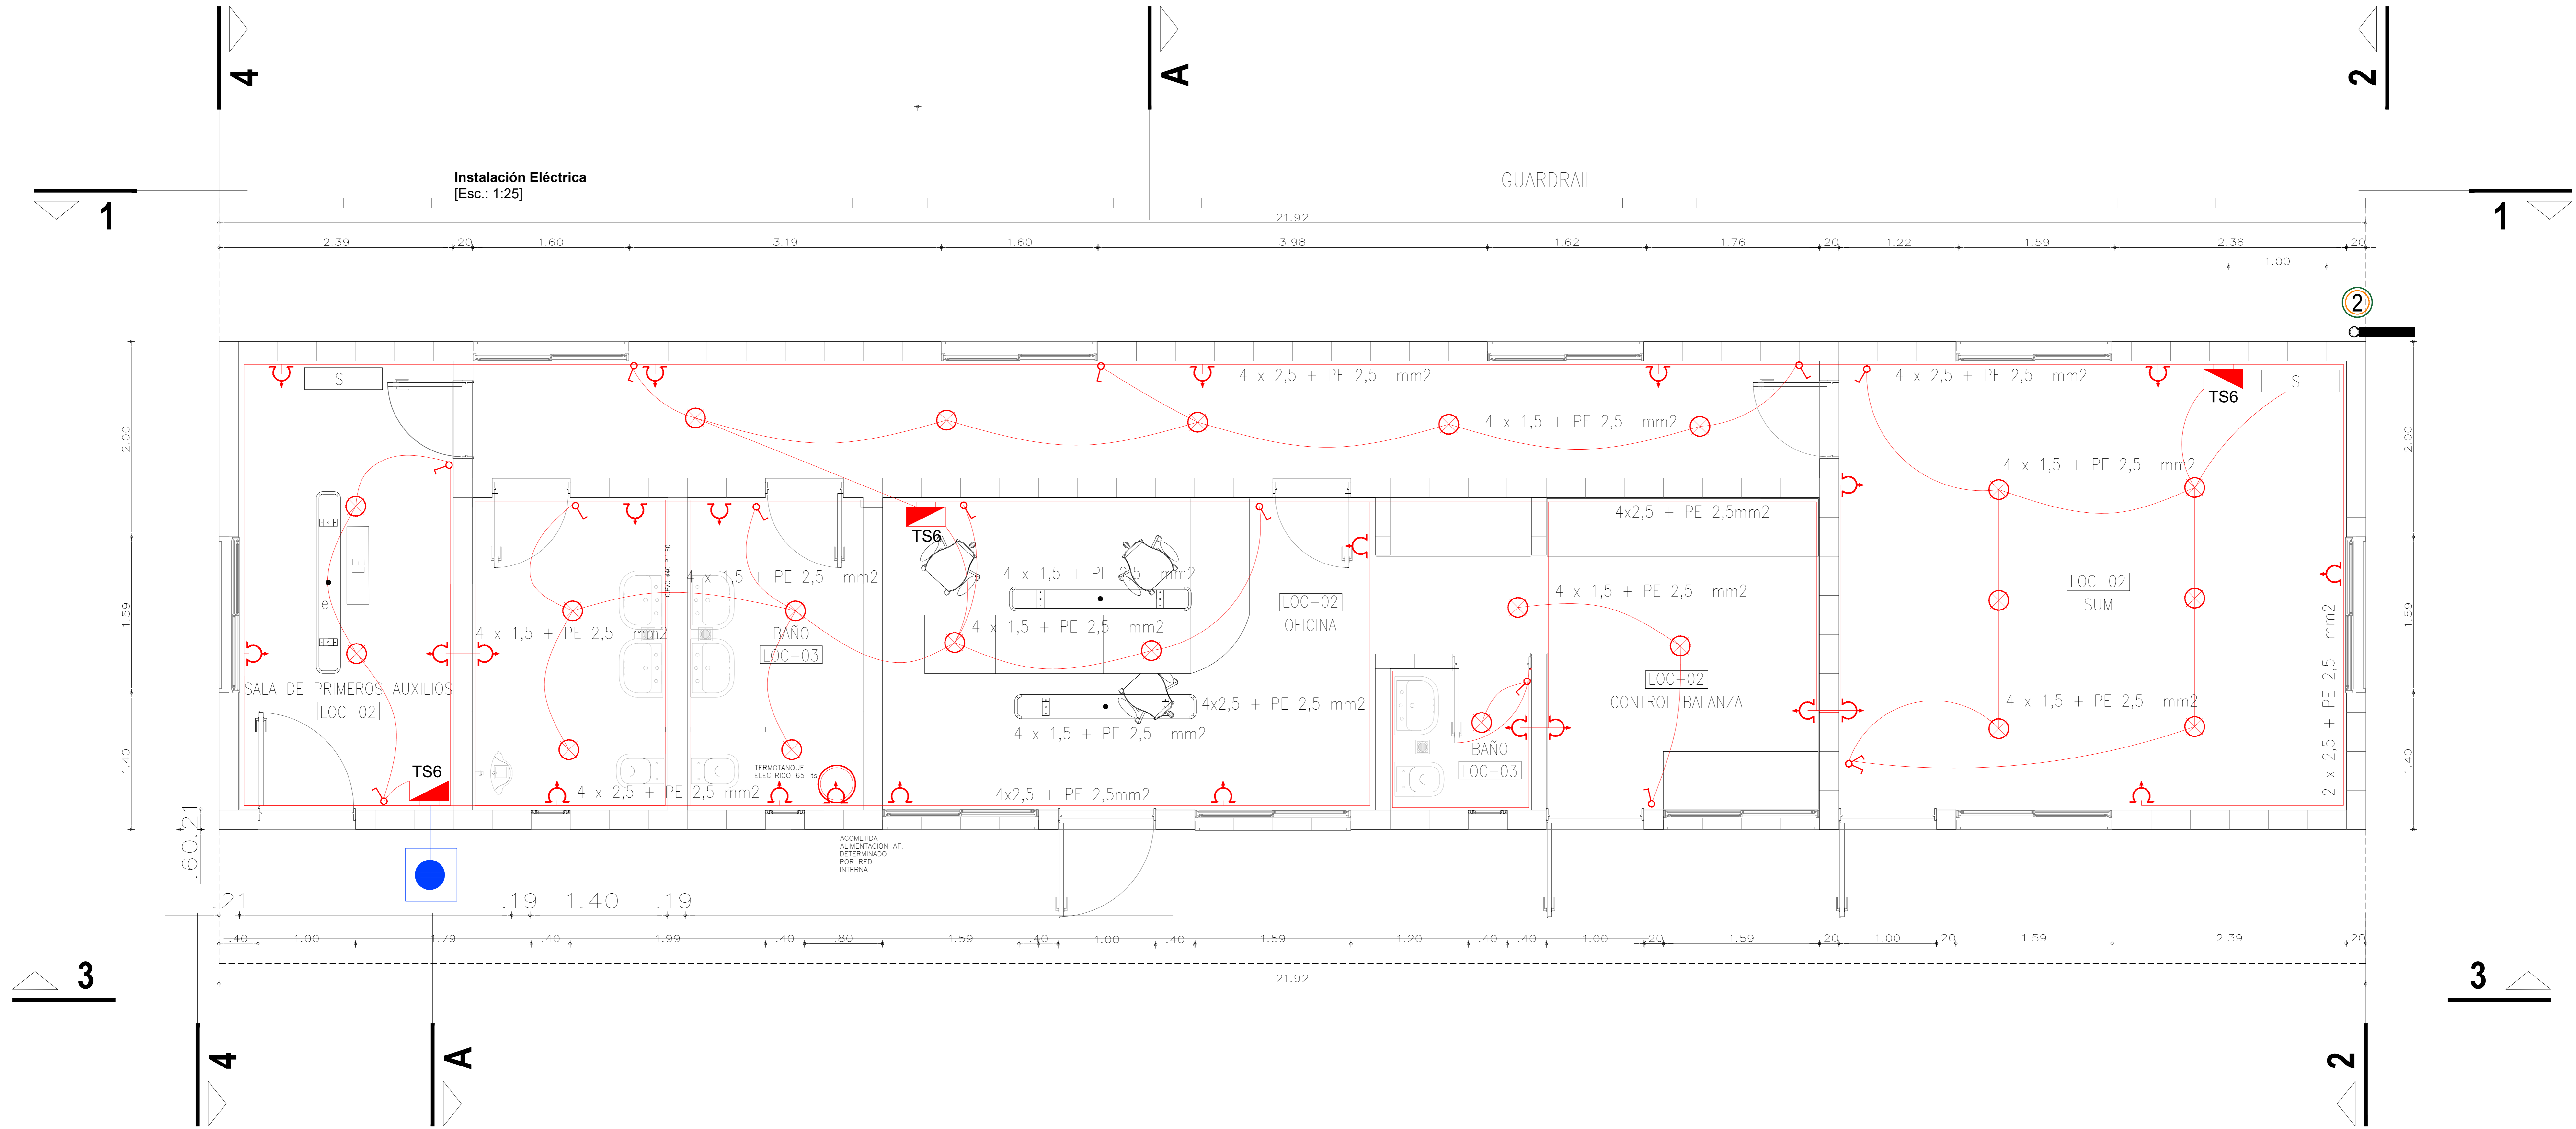 4
A
2
Instalación Eléctrica
[Esc.: 1:25]
GUARDRAIL
1
1
21.92
2.39 .20 1.60 3.19 1.60 3.98 1.62 1.76 .20 1.22 1.59 2.36 .20
1.00
2
S
4 x 2,5 + PE 2,5 mm2
4 x 2,5 + PE 2,5 mm2
S
TS6
4 x 1,5 + PE 2,5 mm2
2.00
2.00
4 x 1,5 + PE 2,5 mm2
4x2,5 + PE 2,5mm2
TS6
LE
4 x 1,5 + PE 2,5 mm2
4 x 1,5 + PE 2,5 mm2
4 x 1,5 + PE 2,5 mm2
LOC-02
SUM
e
LOC-02
OFICINA
1.59
1.59
4 x 1,5 + PE 2,5 mm2
4 x 1,5 + PE 2,5 mm2
BAÑO
LOC-03
SALA DE PRIMEROS AUXILIOS
LOC-02
LOC-02
CONTROL BALANZA
4x2,5 + PE 2,5 mm2
4 x 1,5 + PE 2,5 mm2
4 x 1,5 + PE 2,5 mm2
2 x 2,5 + PE 2,5 mm2
BAÑO
LOC-03
1.40
1.40
TS6
TERMOTANQUE
ELECTRICO 65 lts
4 x 2,5 + PE 2,5 mm2
4x2,5 + PE 2,5mm2
.21
.60
ACOMETIDA
ALIMENTACION AF.
DETERMINADO
POR RED
INTERNA
.21 .19 1.40 .19
.40 1.00 1.79 .40 1.99 .40 .80 1.59 .40 1.00 .40 1.59 1.20 .40 .40 1.00 .20 1.59 .20 1.00 .20 1.59 2.39 .20
21.92
3
3
4
A
2